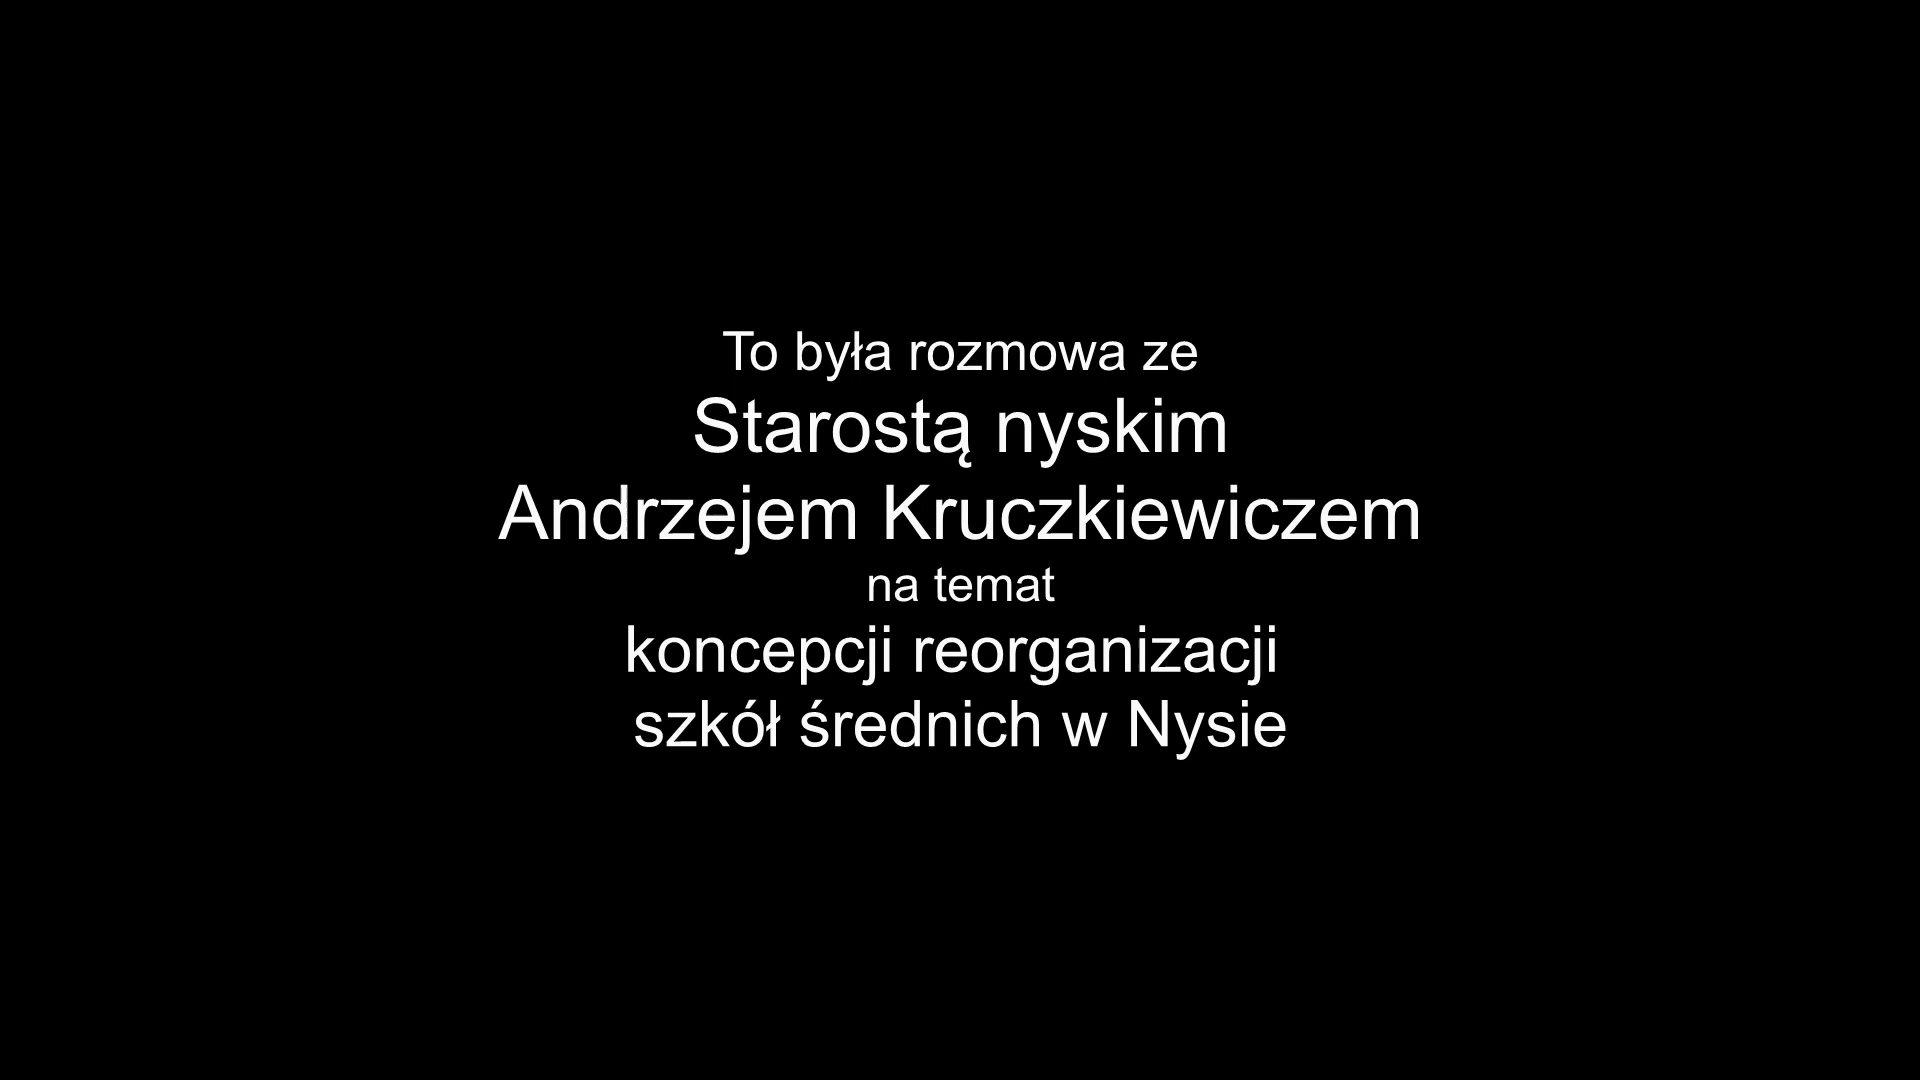 To była rozmowa ze
Starostą nyskim
Andrzejem Kruczkiewiczem
na temat
koncepcji reorganizacji
szkół średnich w Nysie